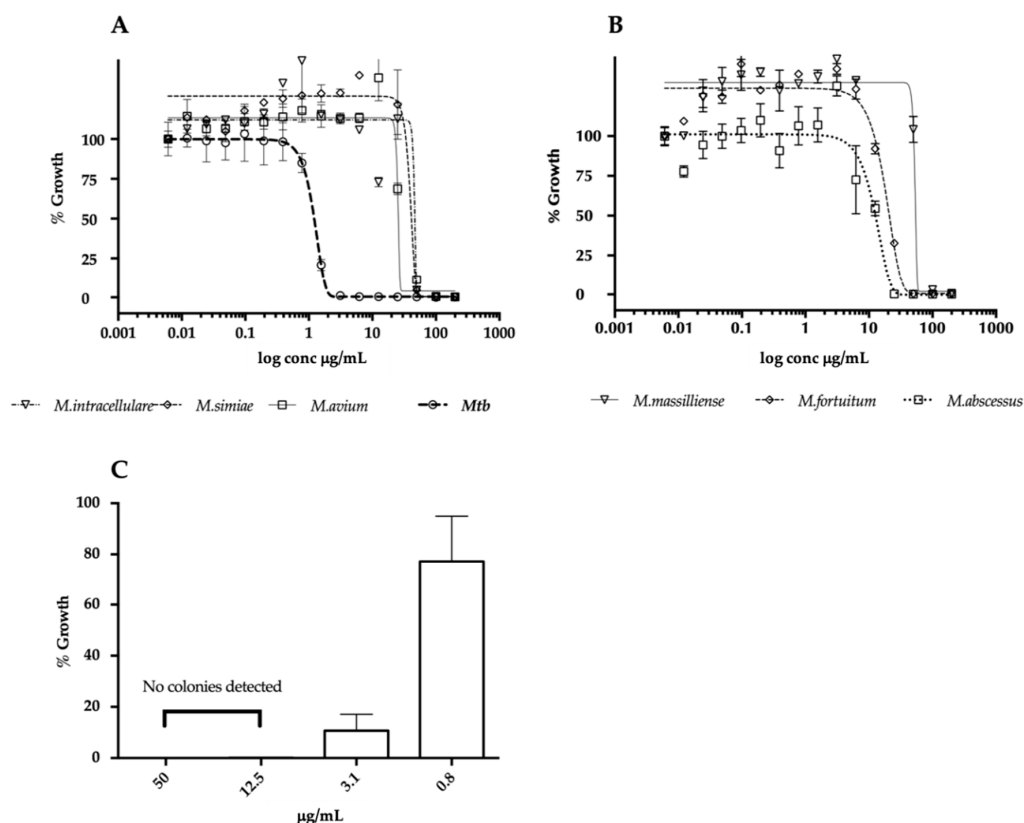 A
% Growth
100
75
50
25
0
0.001 0.01 0.1 1 10 100 1000
log conc µg/mL
M.intracellulare M.simiae M.avium Mtb
B
% Growth
100
75
50
25
0
0.001 0.01 0.1 1 10 100 1000
log conc µg/mL
M.massilliense M.fortuitum M.abscessus
C
% Growth
100
80
60
40
20
0
No colonies detected
50 12.5 3.1 0.8
µg/mL